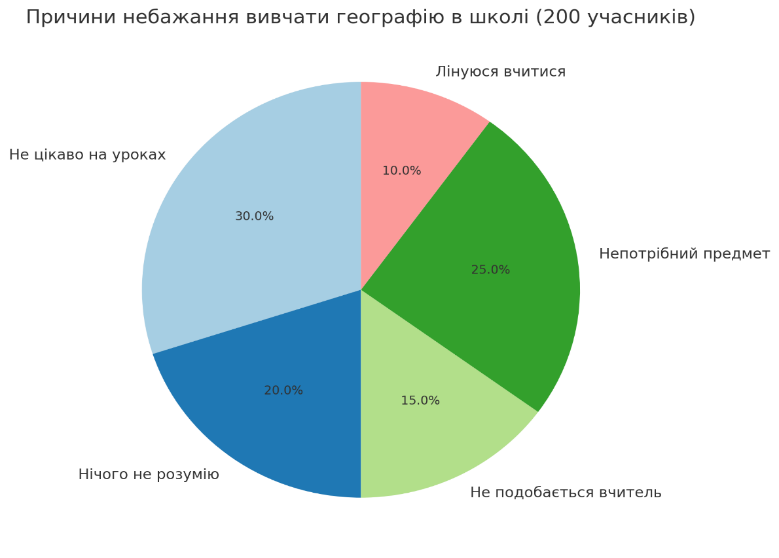 Причини небажання вивчати географію в школі (200 учасників)
Лінуюся вчитися
Не цікаво на уроках
10.0%
30.0%
Непотрібний предмет
25.0%
20.0%
15.0%
Нічого не розумію
Не подобається вчитель